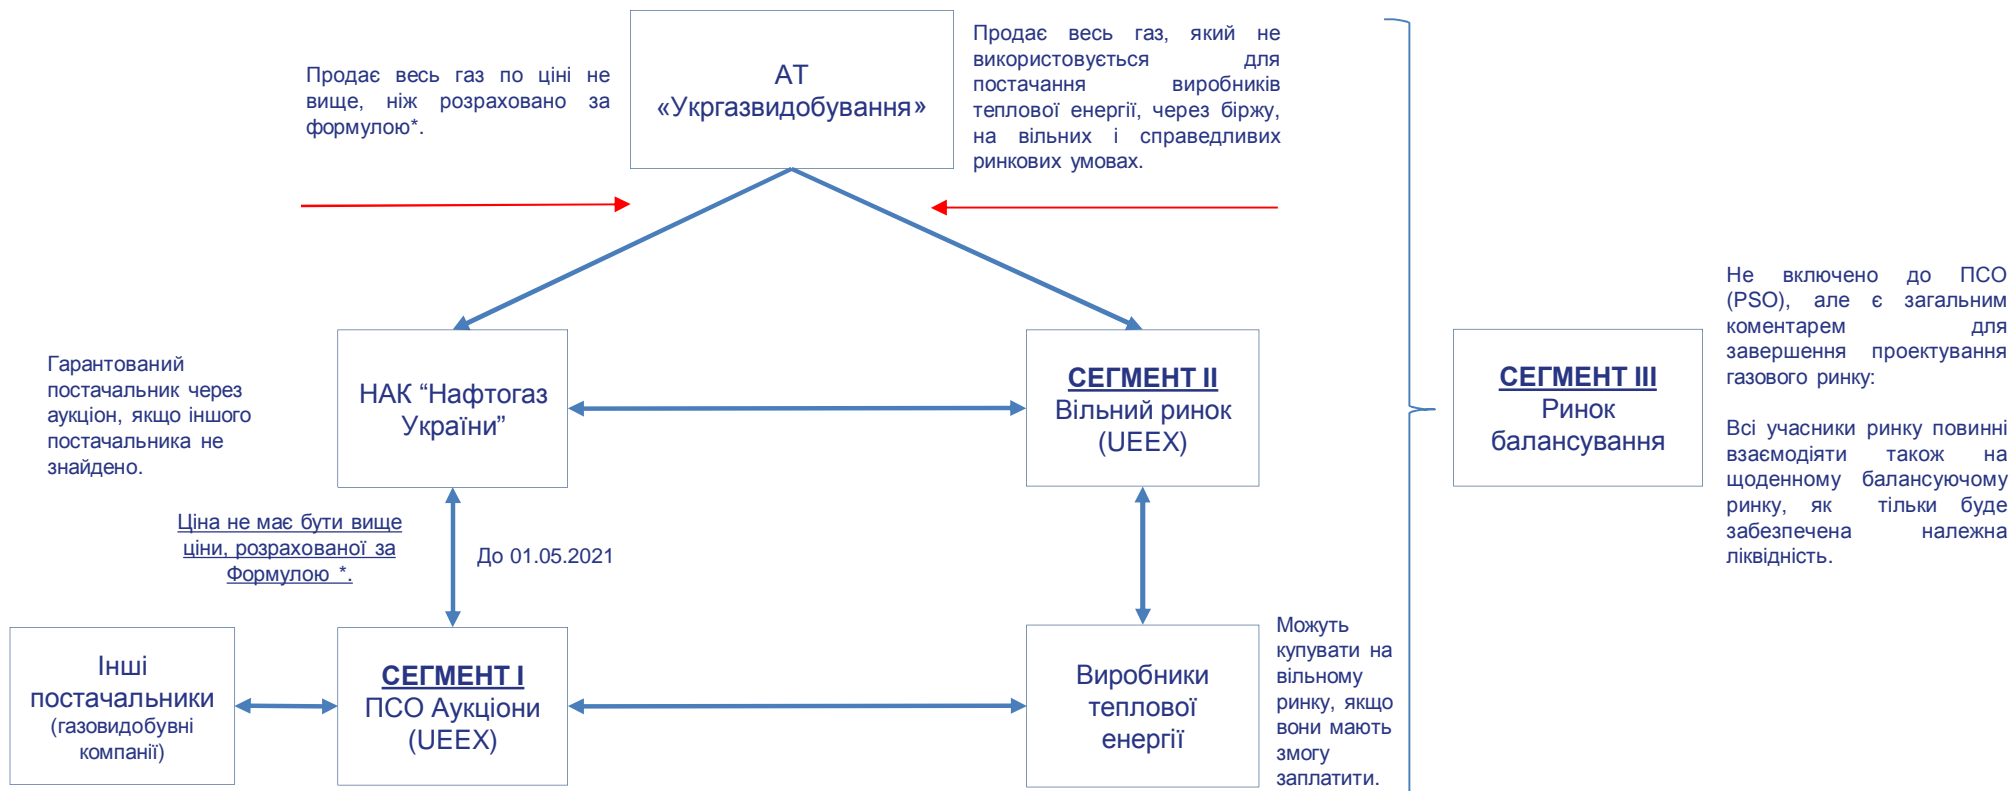 Продає весь газ по ціні не
вище, ніж розраховано за
формулою*.
АТ
«Укргазвидобування»
Продає весь газ, який не
використовується для
постачання виробників
теплової енергії, через біржу,
на вільних і справедливих
ринкових умовах.
Гарантований
постачальник через
аукціон, якщо іншого
постачальника не
знайдено.
НАК “Нафтогаз
України”
СЕГМЕНТ ІІ
Вільний ринок
(UEEX)
СЕГМЕНТ ІІІ
Ринок
балансування
Не включено до ПСО
(PSO), але є загальним
коментарем для
завершення проектування
газового ринку:
Всі учасники ринку повинні
взаємодіяти також на
щоденному балансуючому
ринку, як тільки буде
забезпечена належна
ліквідність.
Ціна не має бути вище
ціни, розрахованої за
Формулою *.
До 01.05.2021
Інші
постачальники
(газовидобувні
компанії)
СЕГМЕНТ І
ПСО Аукціони
(UEEX)
Виробники
теплової
енергії
Можуть
купувати на
вільному
ринку, якщо
вони мають
змогу
заплатити.